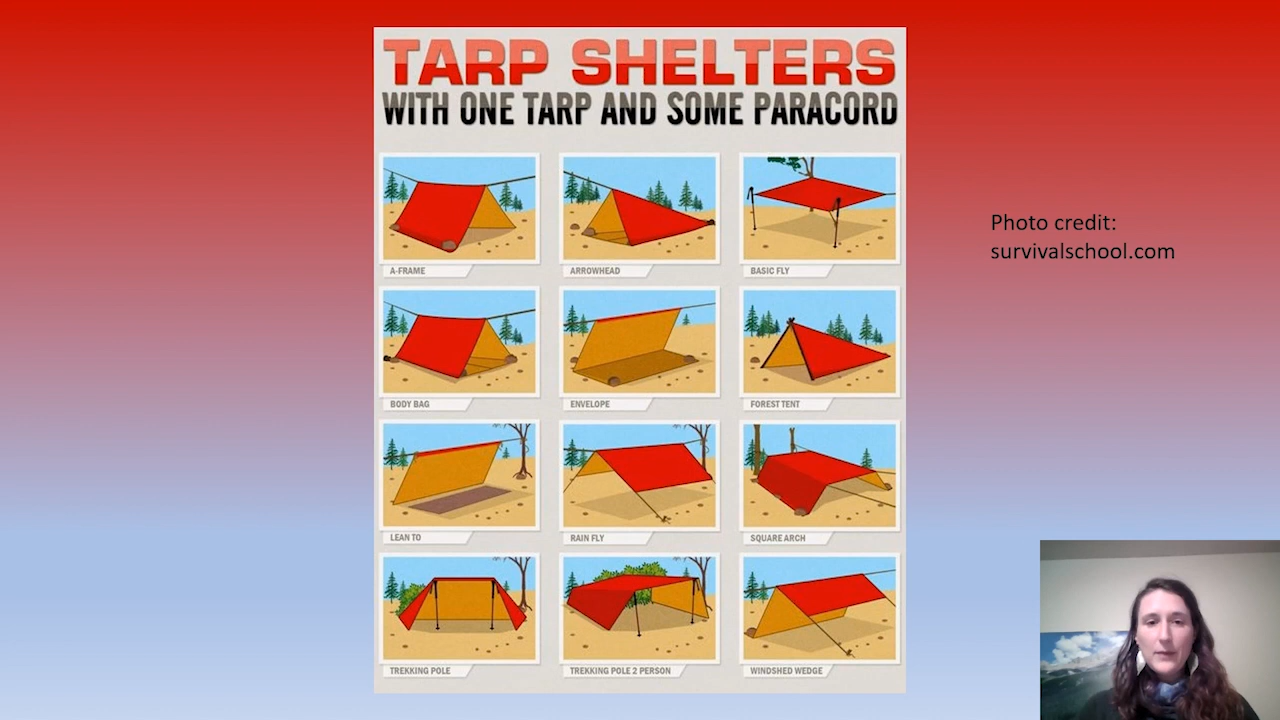 TARP SHELTERS
WITH ONE TARP AND SOME PARACORD
A-FRAME
ARROWHEAD
BASIC FLY
BODY BAG
ENVELOPE
FOREST TENT
LEAN TO
RAIN FLY
SQUARE ARCH
TREKKING POLE
TREKKING POLE 2 PERSON
WINDSHED WEDGE
Photo credit:
survivalschool.com